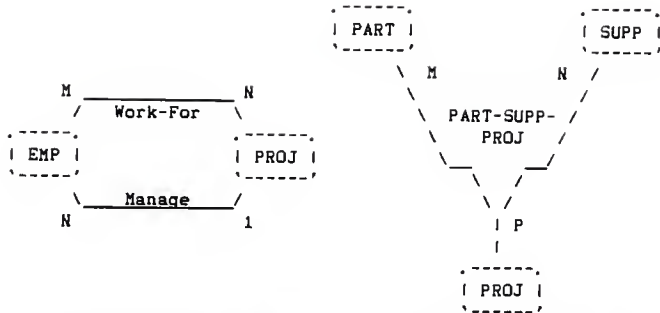 M N
Work-For
EMP PROJ
Manage
N 1
PART SUPP
M N
PART-SUPP-
PROJ
P
PROJ